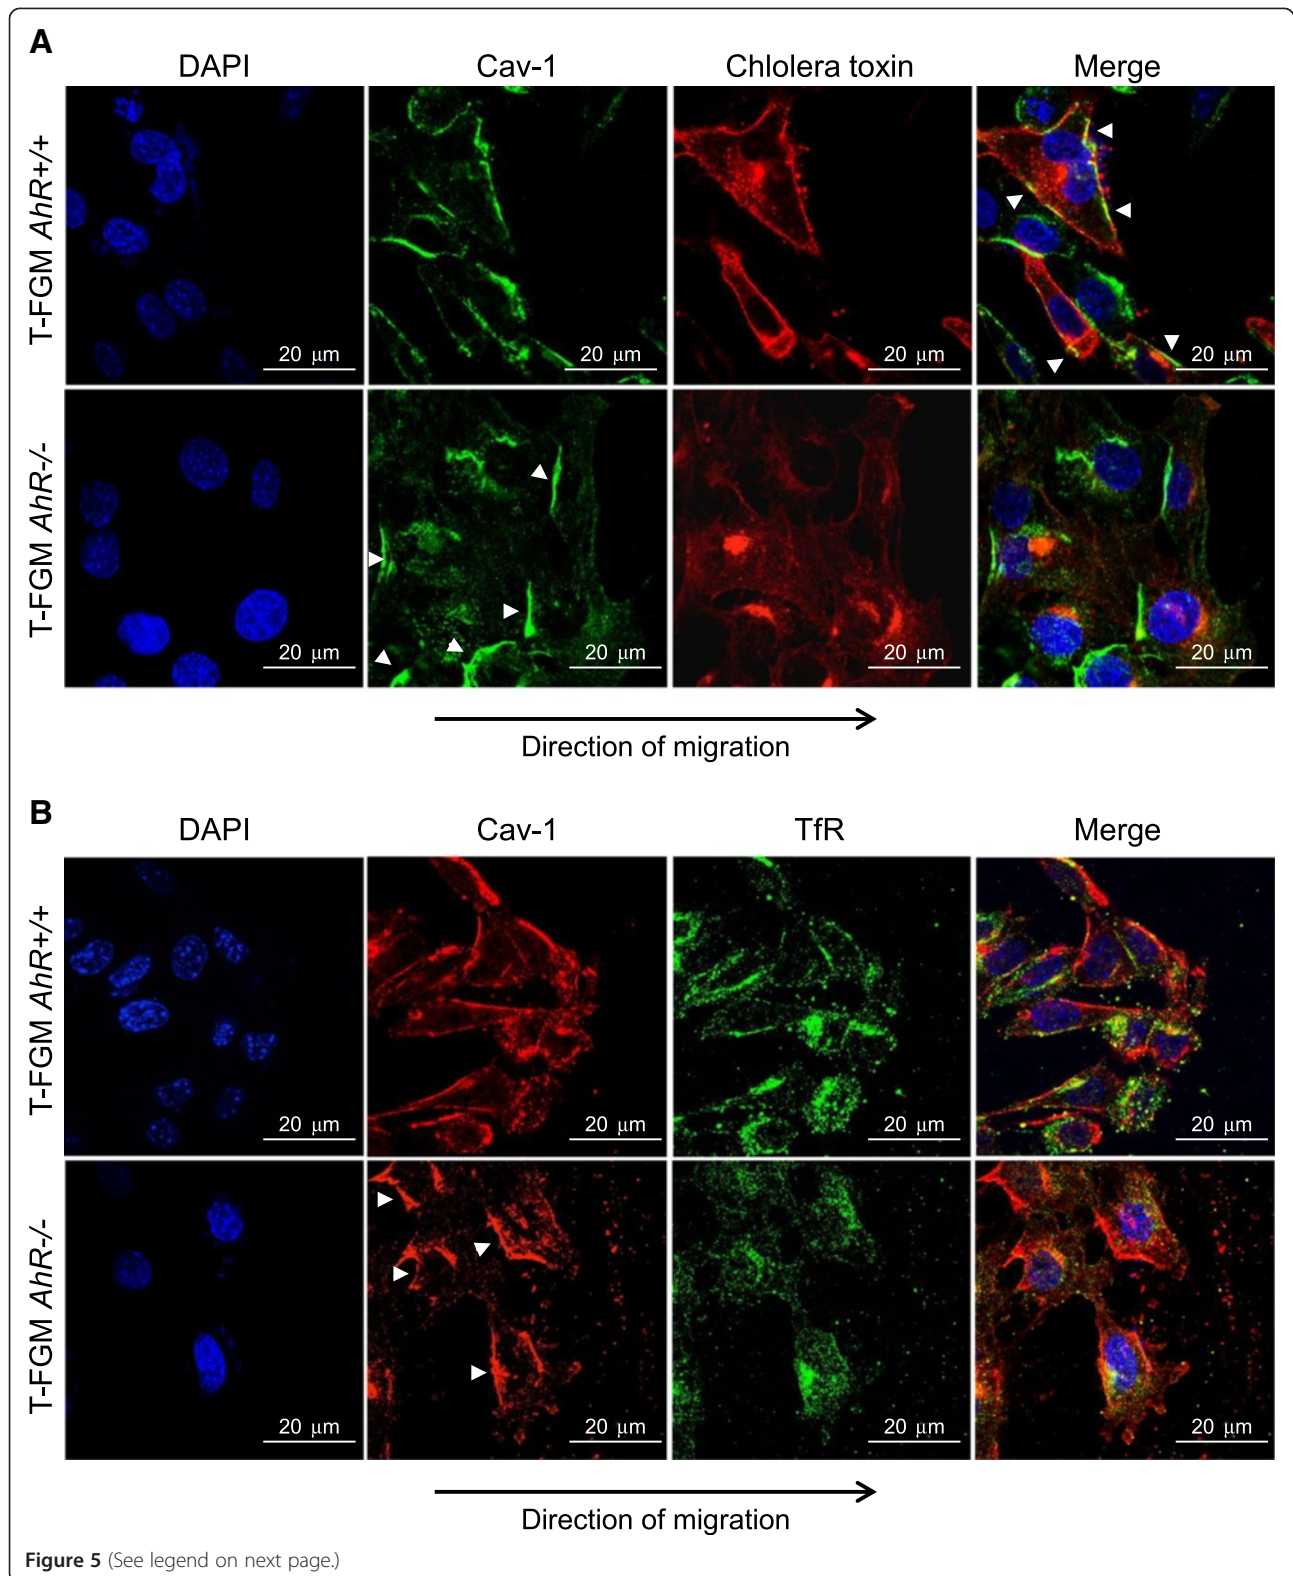 A
DAPI Cav-1 Chlolera toxin Merge
T-FGM AhR+/+
20 μm 20 μm 20 μm 20 μm
T-FGM AhR-/-
20 μm 20 μm 20 μm 20 μm
Direction of migration
B
DAPI Cav-1 TfR Merge
T-FGM AhR+/+
20 μm 20 μm 20 μm 20 μm
T-FGM AhR-/-
20 μm 20 μm 20 μm 20 μm
Direction of migration
Figure 5 (See legend on next page.)